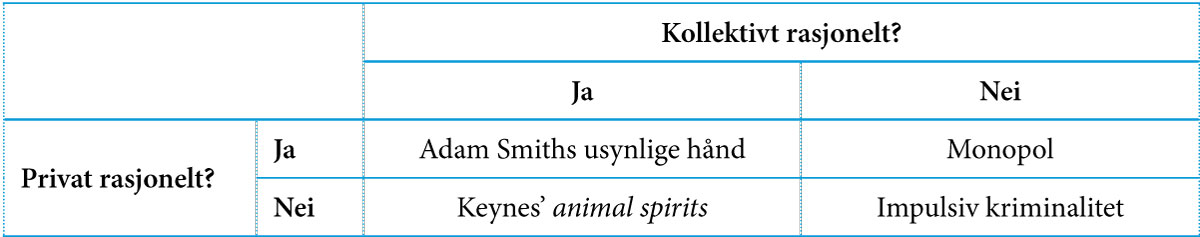 Kollektivt rasjonelt?
Ja Nei
Ja Adam Smiths usynlige hånd Monopol
Privat rasjonelt?
Nei Keynes’ animal spirits Impulsiv kriminalitet